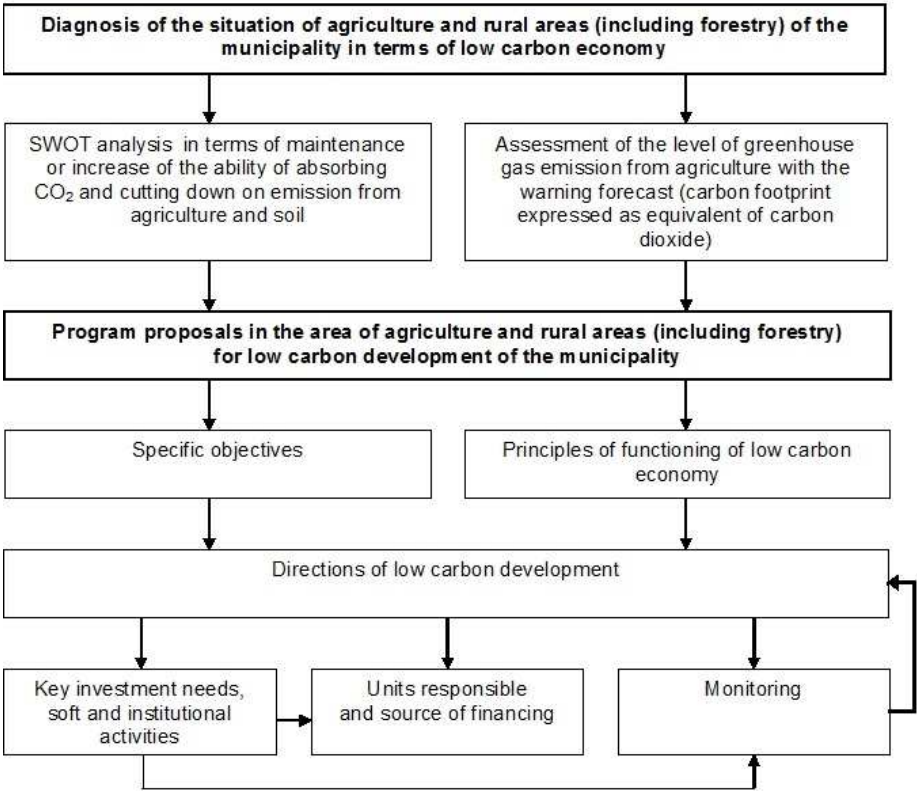 Diagnosis of the situation of agriculture and rural areas (including forestry) of the
municipality in terms of low carbon economy
SWOT analysis in terms of maintenance
or increase of the ability of absorbing
CO₂ and cutting down on emission from
agriculture and soil
Assessment of the level of greenhouse
gas emission from agriculture with the
warning forecast (carbon footprint
expressed as equivalent of carbon
dioxide)
Program proposals in the area of agriculture and rural areas (including forestry)
for low carbon development of the municipality
Specific objectives
Principles of functioning of low carbon
economy
Directions of low carbon development
Key investment needs,
soft and institutional
activities
Units responsible
and source of financing
Monitoring